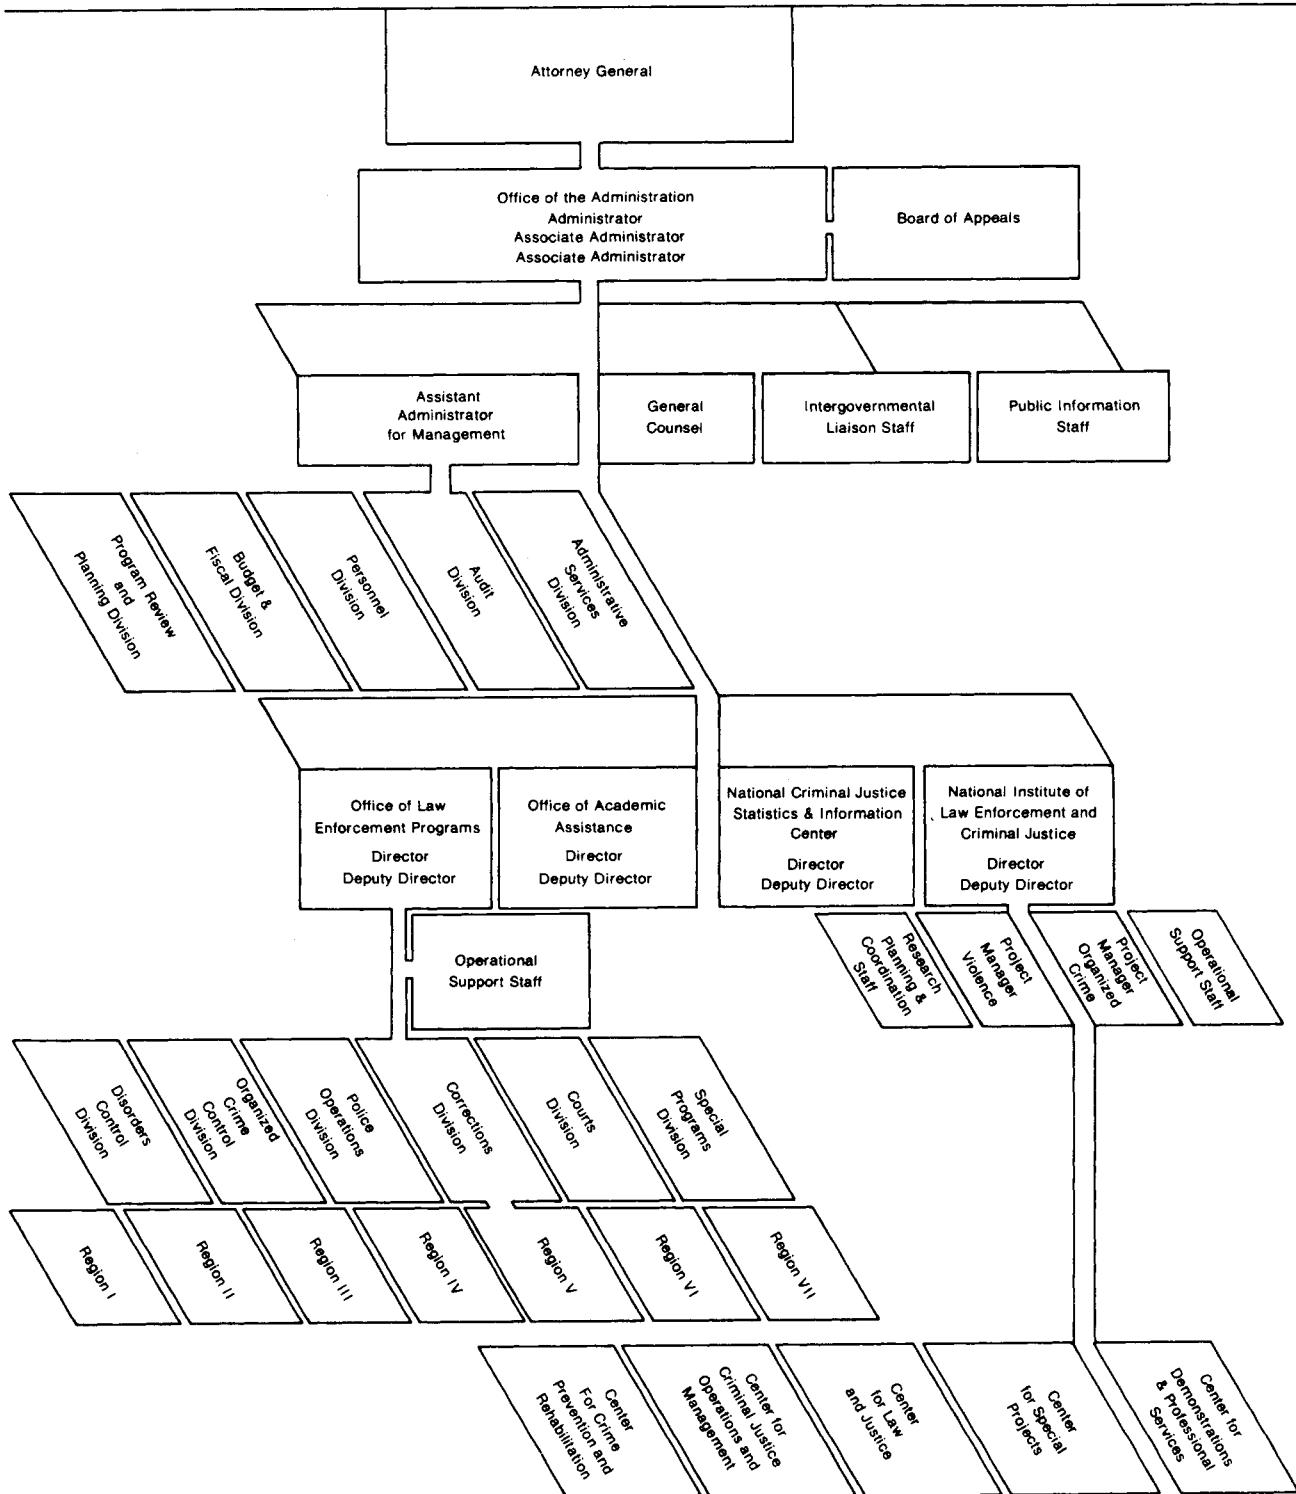 Attorney General
Office of the Administration
Administrator
Associate Administrator
Associate Administrator
Board of Appeals
Assistant
Administrator
for Management
General
Counsel
Intergovernmental
Liaison Staff
Public Information
Staff
Program Review
and
Planning Division
Budget &
Fiscal Division
Personnel
Division
Audit
Division
Administrative
Services
Division
Office of Law
Enforcement Programs
Director
Deputy Director
Office of Academic
Assistance
Director
Deputy Director
National Criminal Justice
Statistics & Information
Center
Director
Deputy Director
National Institute of
Law Enforcement and
Criminal Justice
Director
Deputy Director
Operational
Support Staff
Research
Planning &
Coordination
Staff
Project
Manager
Violence
Project
Manager
Organized
Crime
Operational
Support Staff
Disorders
Control
Division
Organized
Crime
Control
Division
Police
Operations
Division
Corrections
Division
Courts
Division
Special
Programs
Division
Region I
Region II
Region III
Region IV
Region V
Region VI
Region VII
Center
For Crime
Prevention and
Rehabilitation
Center for
Criminal Justice
Operations and
Management
Center
for Law
and Justice
Center
for Special
Projects
Center for
Demonstrations
& Professional
Services